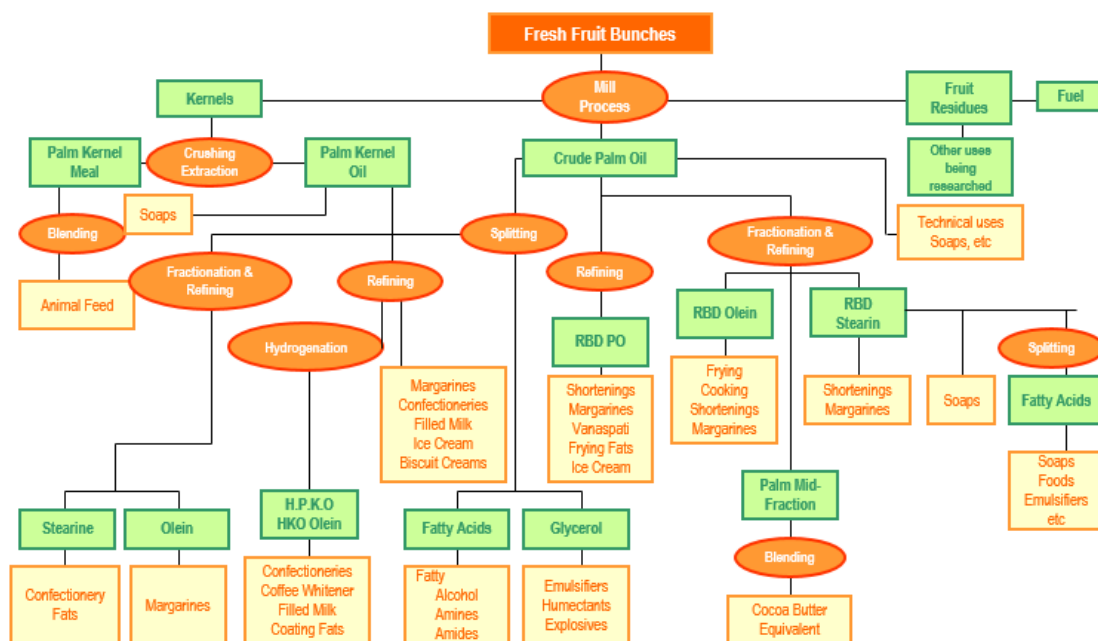 Fresh Fruit Bunches
Mill
Process
Kernels
Fruit
Residues
Fuel
Palm Kernel
Meal
Crushing
Extraction
Palm Kernel
Oil
Crude Palm Oil
Other uses
being
researched
Soaps
Blending
Splitting
Fractionation &
Refining
Technical uses
Soaps, etc
Animal Feed
Fractionation &
Refining
Refining
Refining
RBD Olein
RBD
Stearin
Hydrogenation
RBD PO
Splitting
Margarines
Confectioneries
Filled Milk
Ice Cream
Biscuit Creams
Shortenings
Margarines
Vanaspati
Frying Fats
Ice Cream
Frying
Cooking
Shortenings
Margarines
Shortenings
Margarines
Soaps
Fatty Acids
Soaps
Foods
Emulsifiers
etc
Palm Mid-
Fraction
Stearine
Olein
H.P.K.O
HKO Olein
Fatty Acids
Glycerol
Blending
Confectionery
Fats
Margarines
Confectioneries
Coffee Whitener
Filled Milk
Coating Fats
Fatty
Alcohol
Amines
Amides
Emulsifiers
Humectants
Explosives
Cocoa Butter
Equivalent